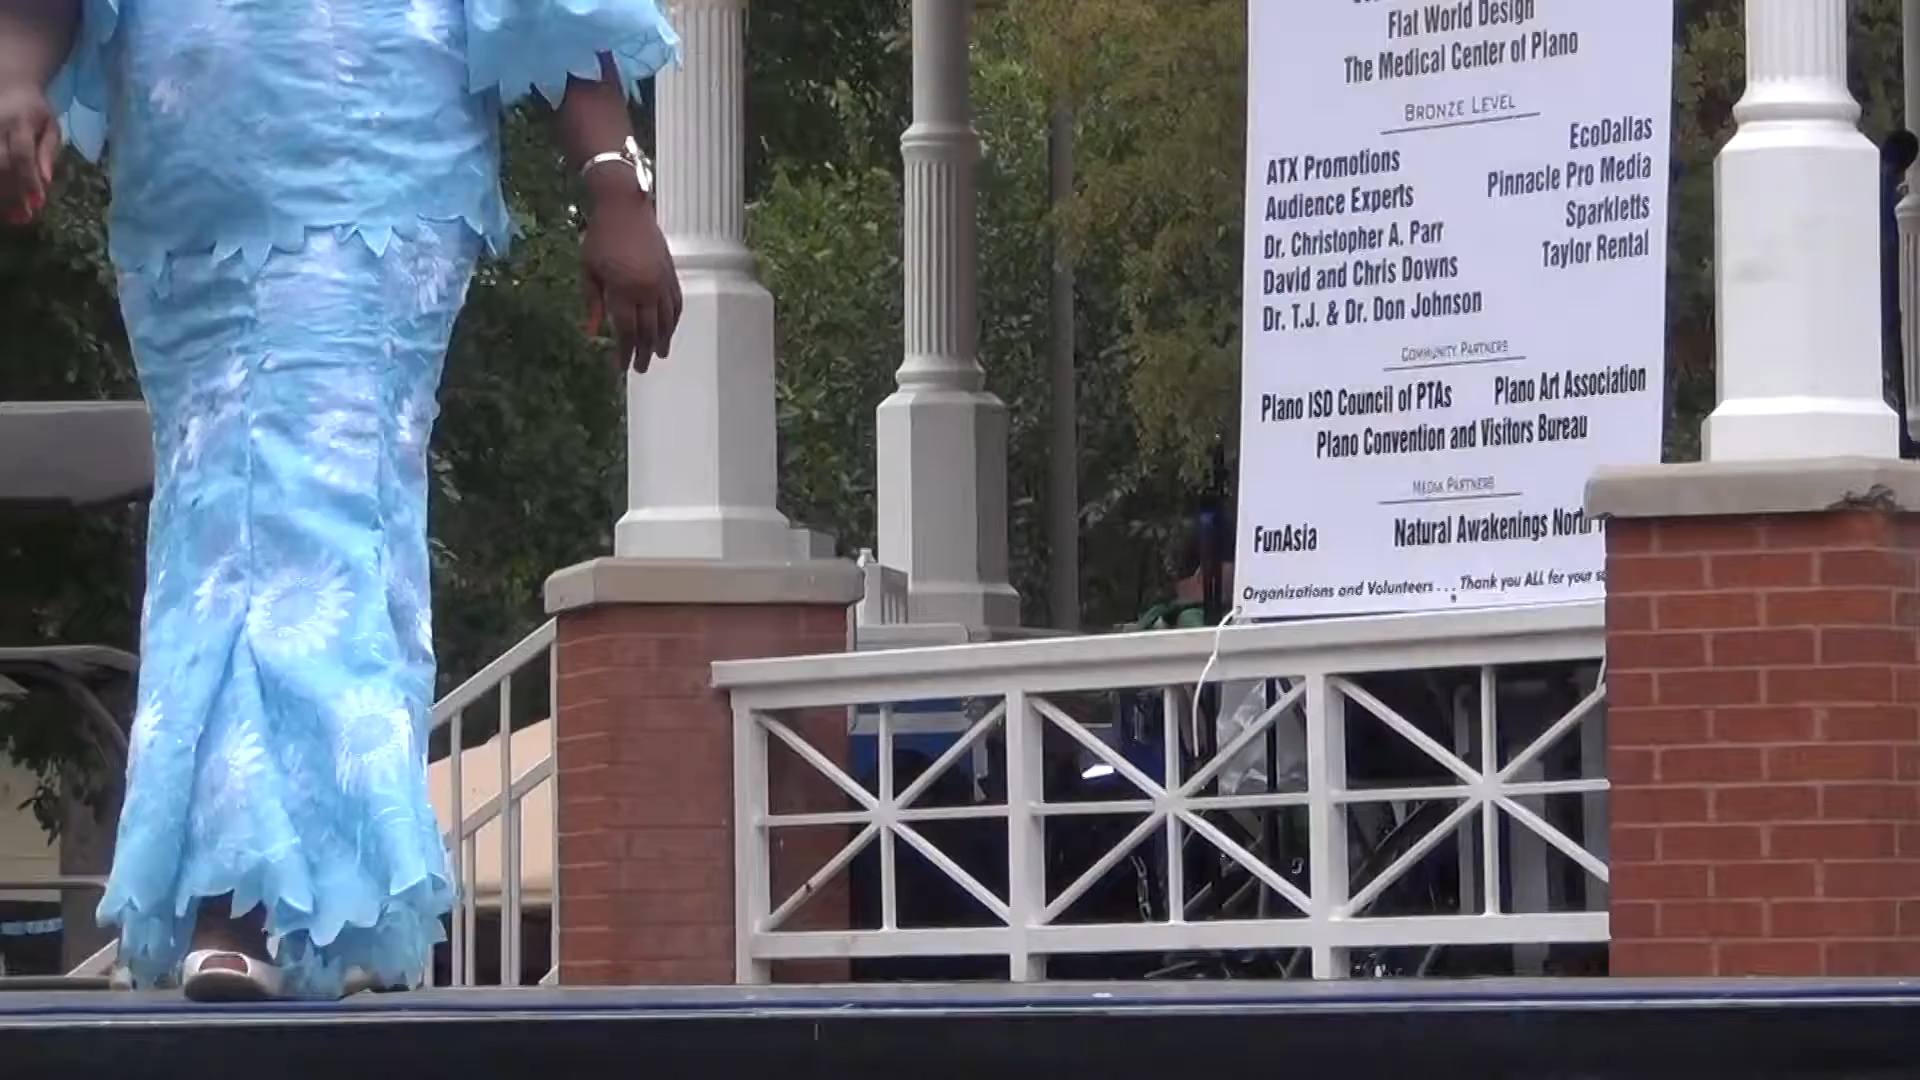 Flat World Design
The Medical Center of Plano
BRONZE LEVEL
ATX Promotions
Audience Experts
Dr. Christopher A. Parr
David and Chris Downs
Dr. T.J. & Dr. Don Johnson
EcoDallas
Pinnacle Pro Media
Sparkletts
Taylor Rental
COMMUNITY PARTNERS
Plano ISD Council of PTAs Plano Art Association
Plano Convention and Visitors Bureau
MEDIA PARTNERS
FunAsia Natural Awakenings North
Organizations and Volunteers . . . Thank you ALL for your